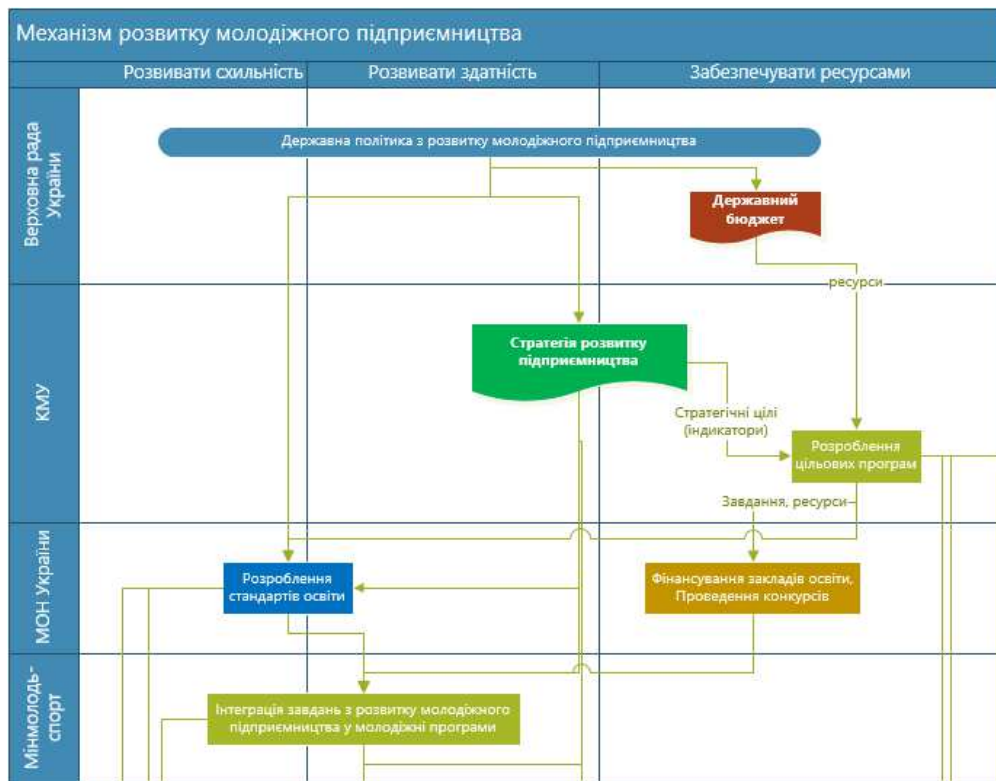 Механізм розвитку молодіжного підприємництва
Розвивати схильність
Розвивати здатність
Забезпечувати ресурсами
Верховна рада
України
Державна політика з розвитку молодіжного підприємництва
Державний
бюджет
ресурси
КМУ
Стратегія розвитку
підприємництва
Стратегічні цілі
(індикатори)
Розроблення
цільових програм
Завдання, ресурси
МОН України
Розроблення
стандартів освіти
Фінансування закладів освіти,
Проведення конкурсів
Мінмолодь-
спорт
Інтеграція завдань з розвитку молодіжного
підприємництва у молодіжні програми